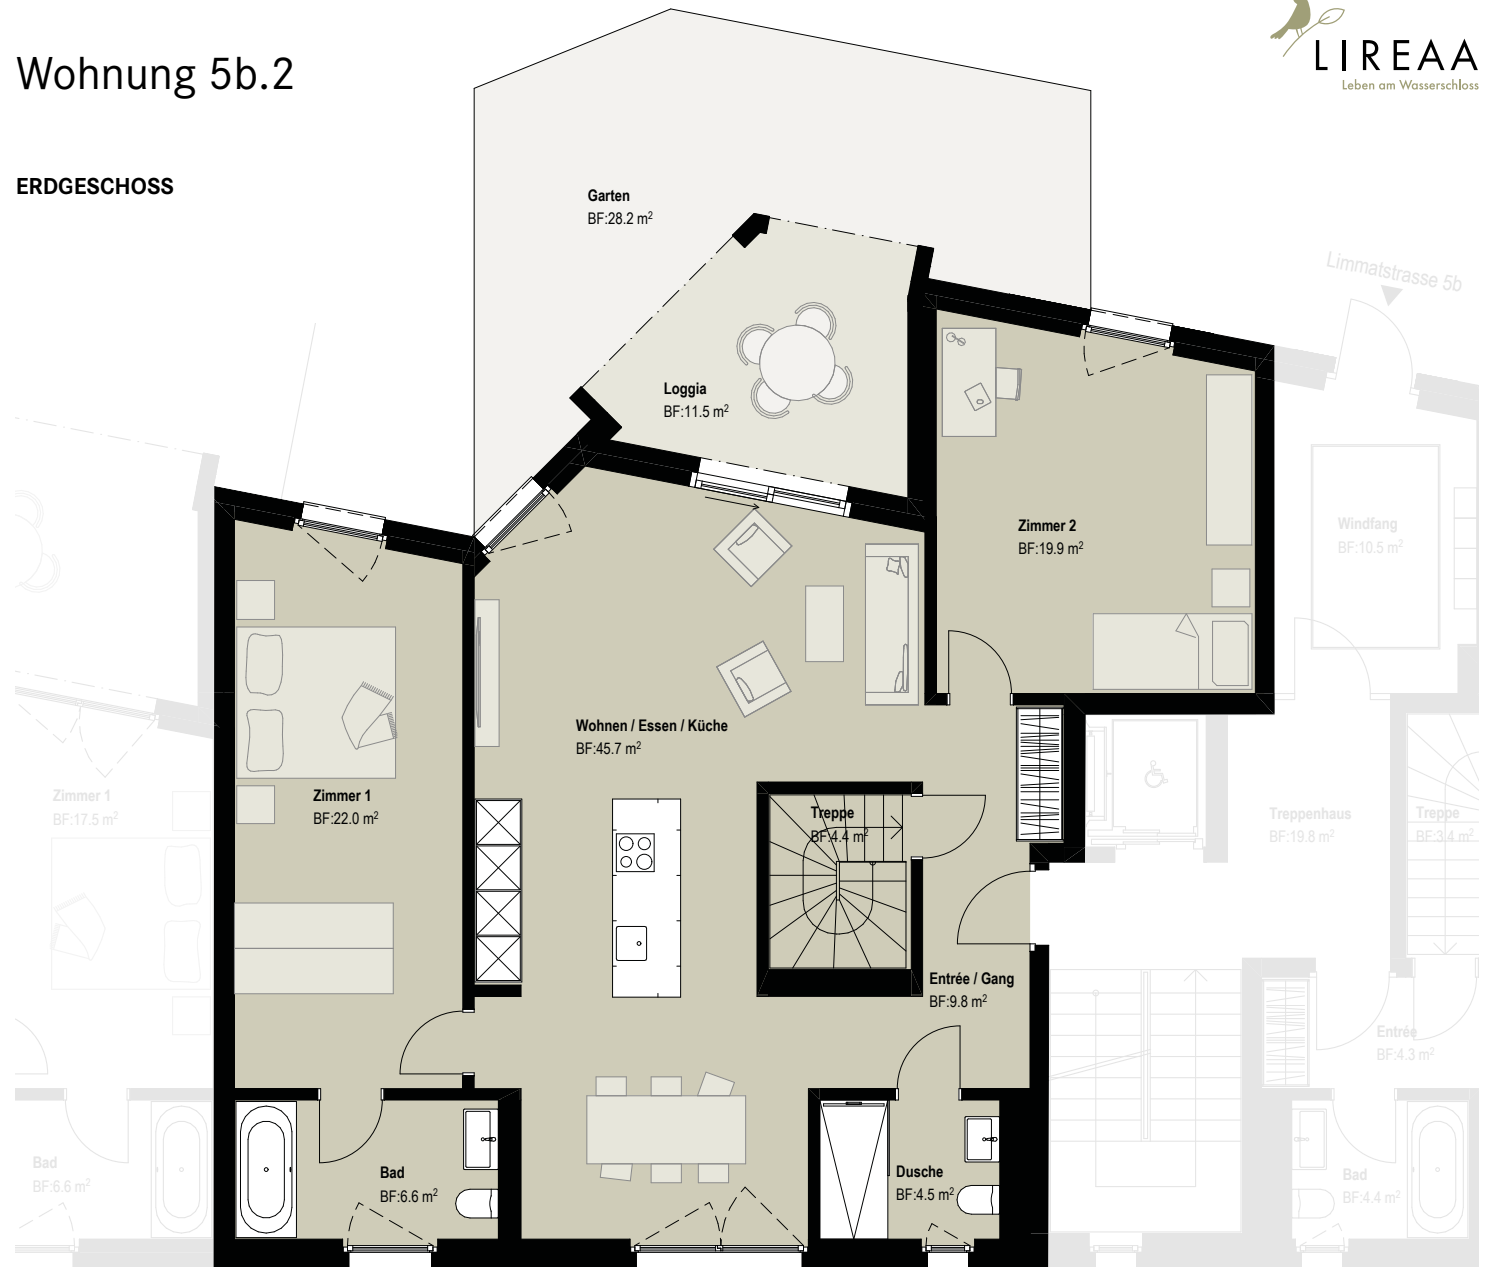 Wohnung 5b.2
LIREAA
Leben am Wasserschloss
ERDGESCHOSS
Garten
BF:28.2 m²
Limmatstrasse 5b
Loggia
BF:11.5 m²
Zimmer 2
BF:19.9 m²
Windfang
BF:10.5 m²
Wohnen / Essen / Küche
BF:45.7 m²
Zimmer 1
BF:17.5 m²
Zimmer 1
BF:22.0 m²
Treppe
BF:4.4 m²
Treppenhaus
BF:19.8 m²
Treppe
BF:3.4 m²
Entrée / Gang
BF:9.8 m²
Entrée
BF:4.3 m²
Bad
BF:6.6 m²
Bad
BF:6.6 m²
Dusche
BF:4.5 m²
Bad
BF:4.4 m²